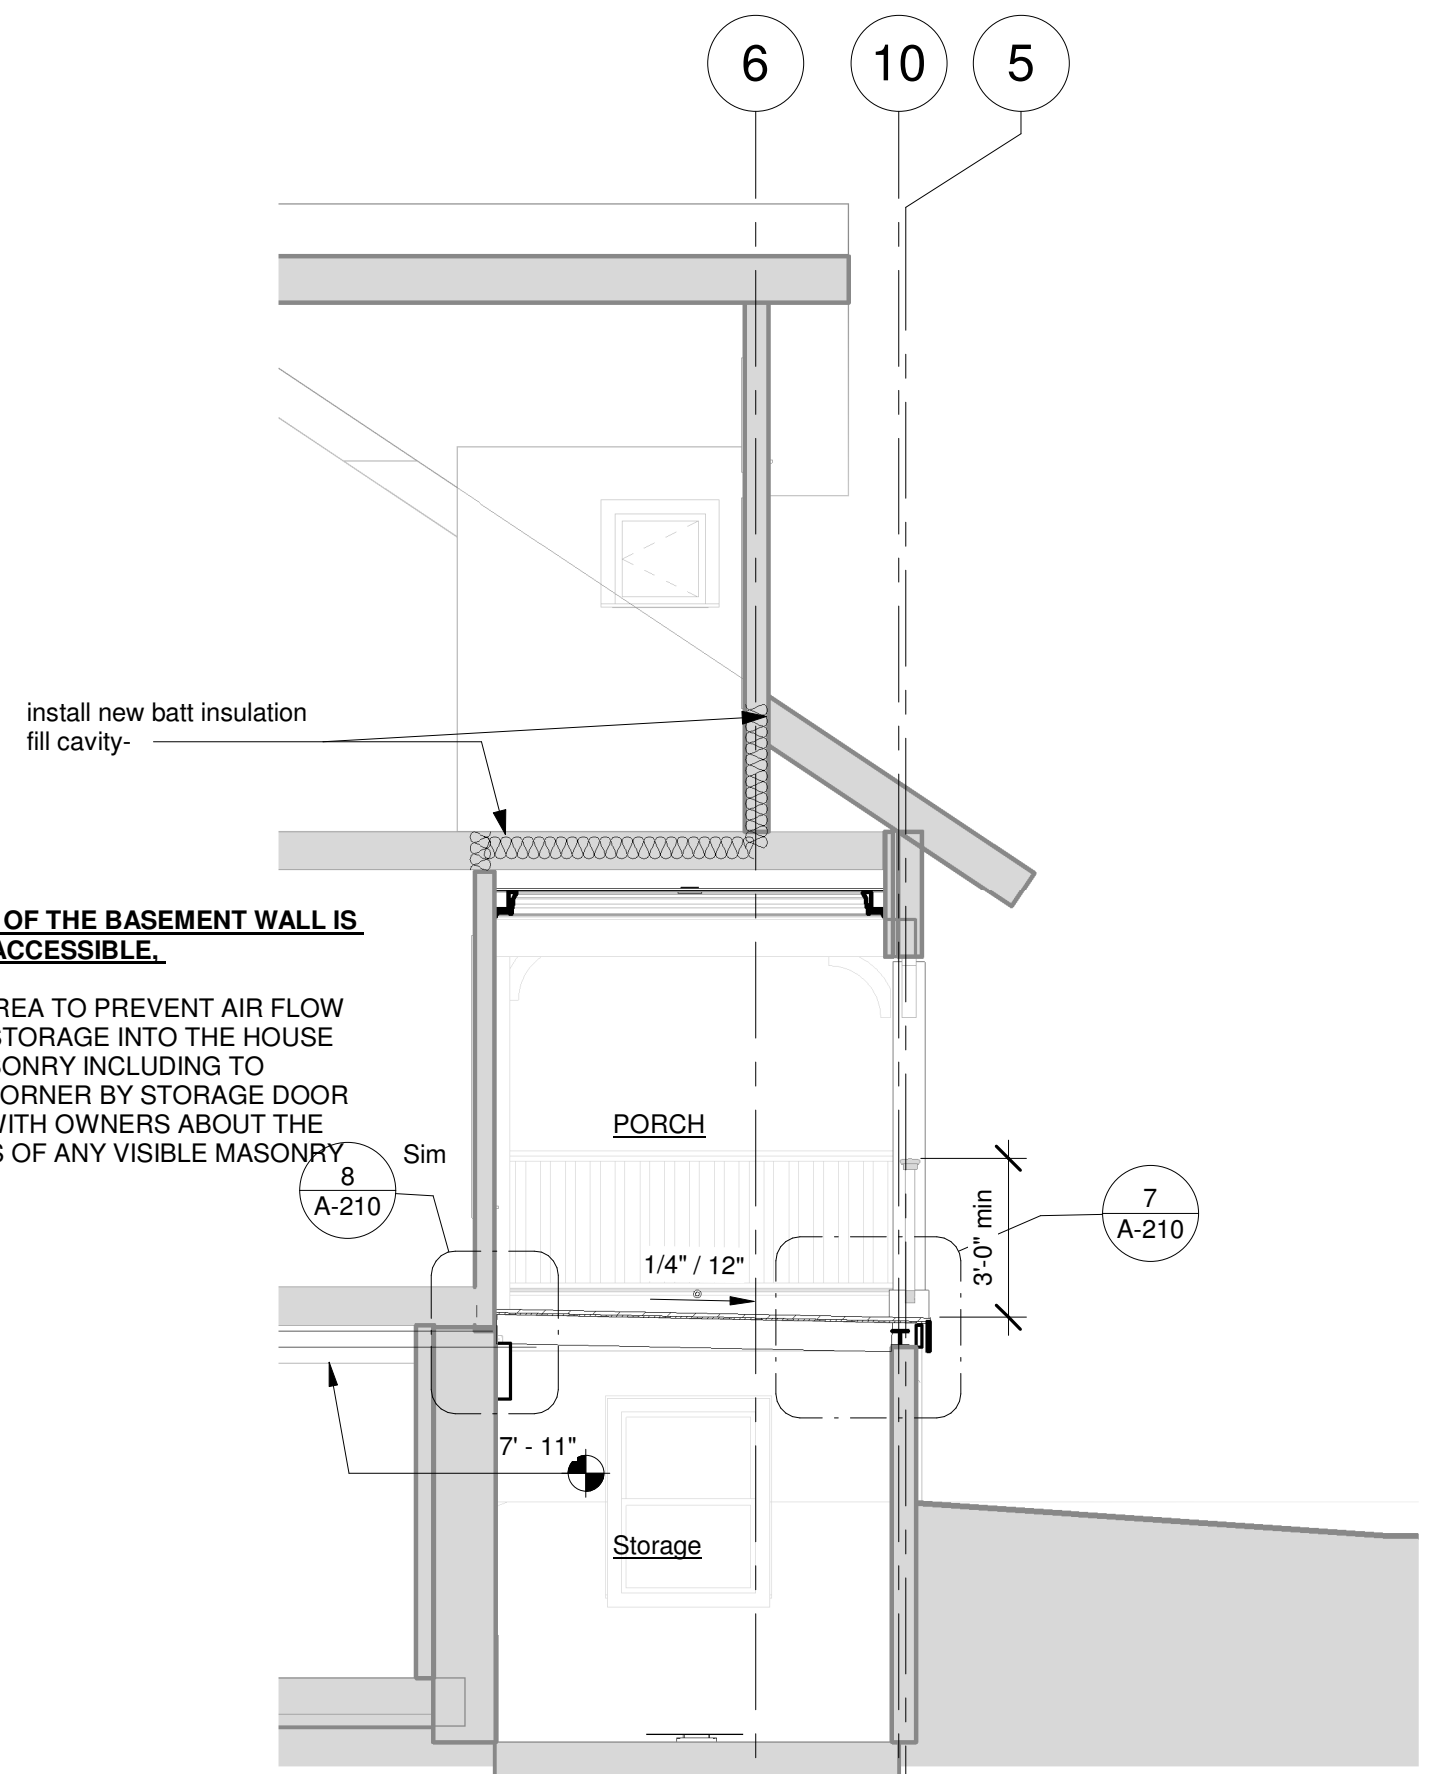 6
10
5
install new batt insulation
fill cavity-
OF THE BASEMENT WALL IS
ACCESSIBLE,
REA TO PREVENT AIR FLOW
STORAGE INTO THE HOUSE
SONRY INCLUDING TO
ORNER BY STORAGE DOOR
WITH OWNERS ABOUT THE
S OF ANY VISIBLE MASONRY
PORCH
Sim
8
A-210
7
A-210
3'-0" min
1/4" / 12"
7' - 11"
Storage